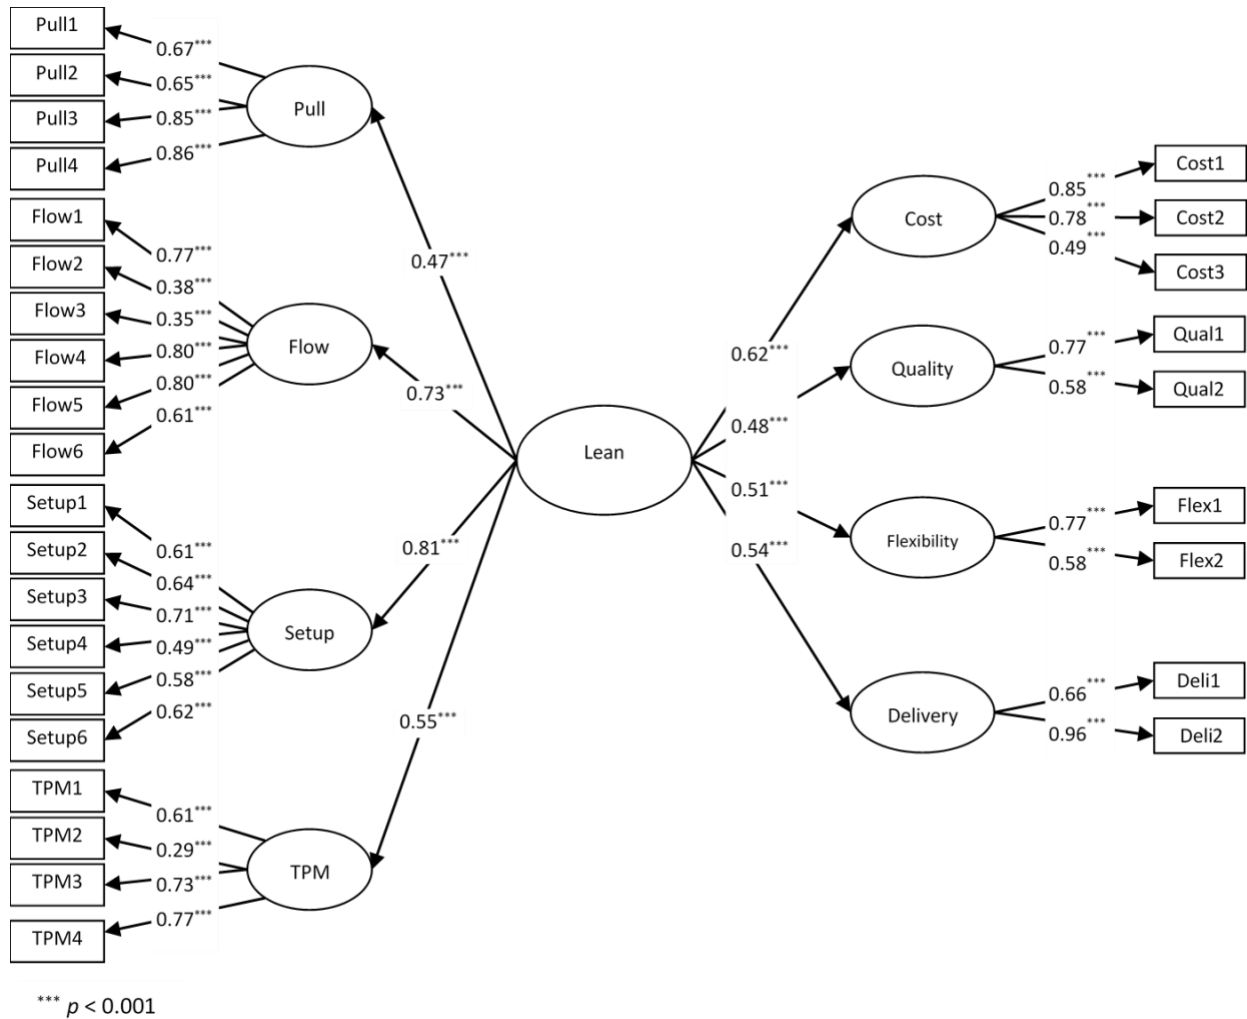 Pull1
Pull2
Pull3
Pull4
0.67***
0.65***
0.85***
0.86***
Pull
Flow1
Flow2
Flow3
Flow4
Flow5
Flow6
0.77***
0.38***
0.35***
0.80***
0.80***
0.61***
Flow
Setup1
Setup2
Setup3
Setup4
Setup5
Setup6
0.61***
0.64***
0.71***
0.49***
0.58***
0.62***
Setup
TPM1
TPM2
TPM3
TPM4
0.61***
0.29***
0.73***
0.77***
TPM
0.47***
0.73***
0.81***
0.55***
Lean
0.62***
0.48***
0.51***
0.54***
Cost
0.85***
0.78***
0.49***
Cost1
Cost2
Cost3
Quality
0.77***
0.58***
Qual1
Qual2
Flexibility
0.77***
0.58***
Flex1
Flex2
Delivery
0.66***
0.96***
Deli1
Deli2
*** p < 0.001